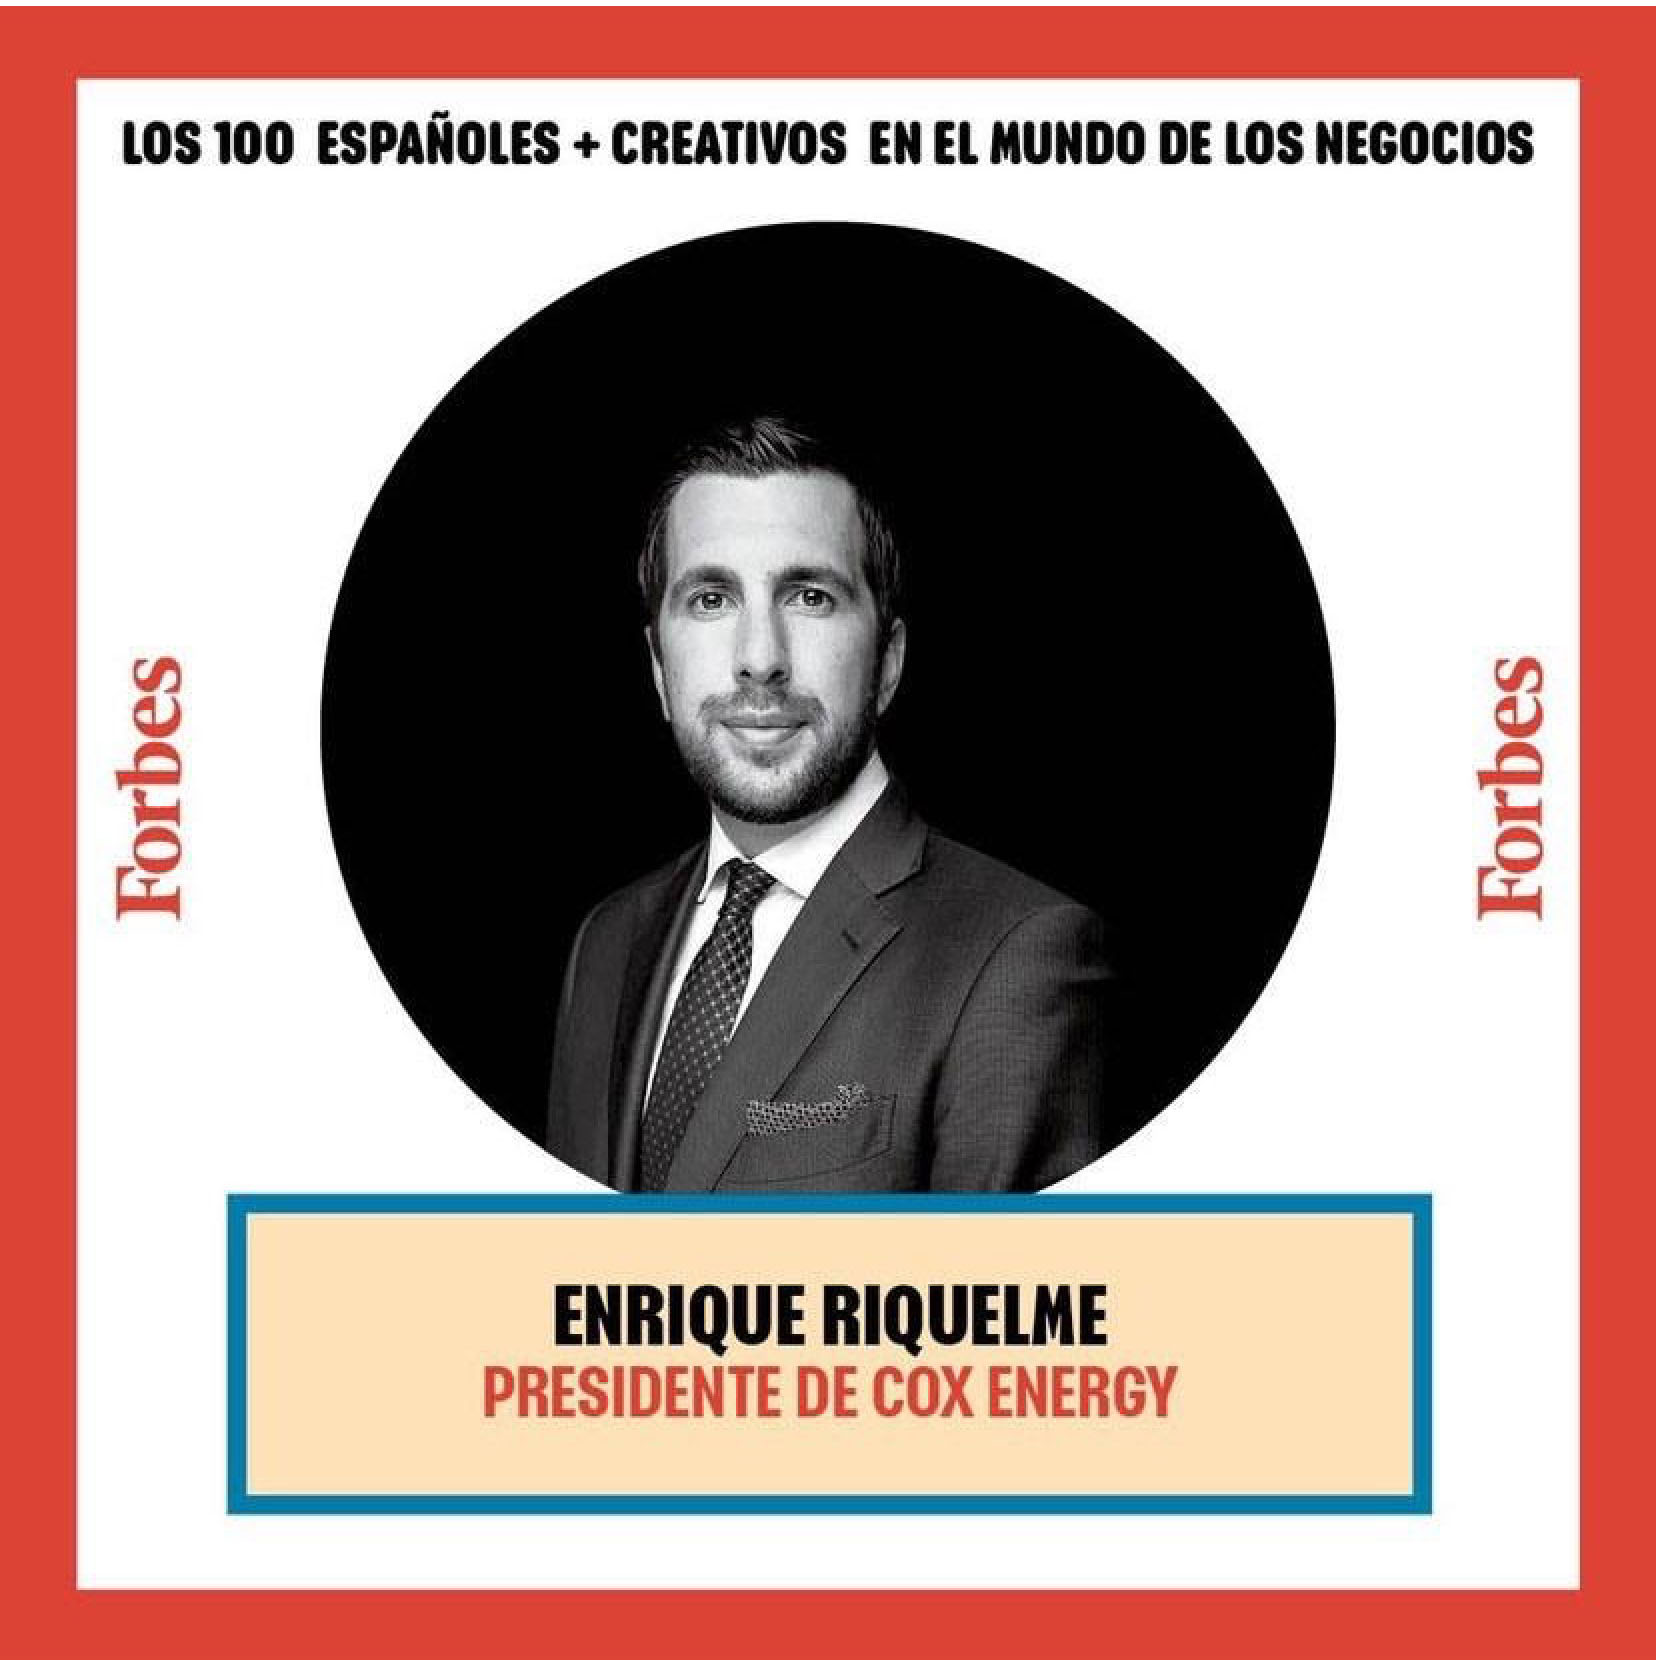 LOS 100 ESPAÑOLES + CREATIVOS EN EL MUNDO DE LOS NEGOCIOS
Forbes
Forbes
ENRIQUE RIQUELME
PRESIDENTE DE COX ENERGY